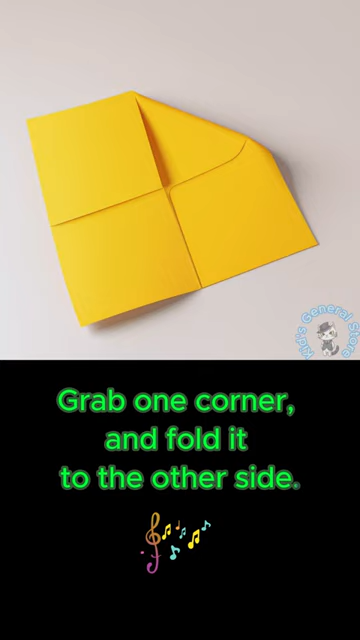 Kid's General Store
Grab one corner,
and fold it
to the other side.